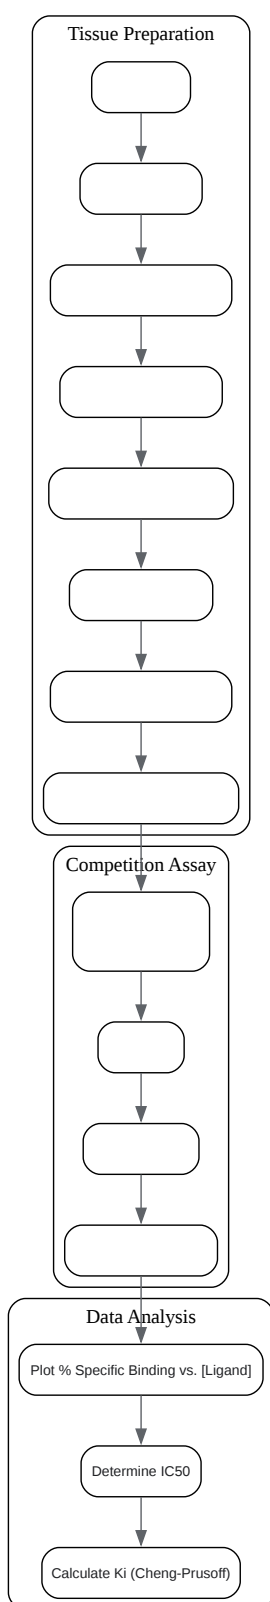 Tissue Preparation
Competition Assay
Data Analysis
Plot % Specific Binding vs. [Ligand]
Determine IC50
Calculate Ki (Cheng-Prusoff)